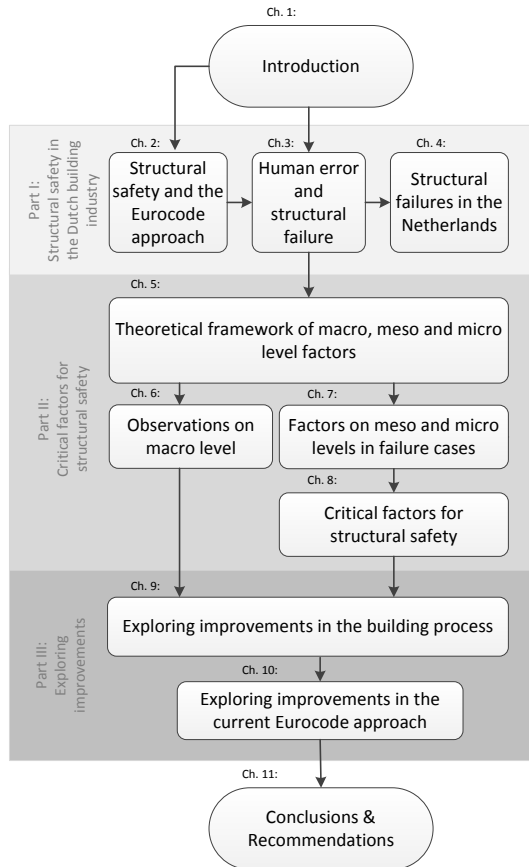 Ch. 1:
Introduction
Part I:
Structural safety in
the Dutch building
industry
Ch. 2:
Structural
safety and the
Eurocode
approach
Ch.3:
Human error
and
structural
failure
Ch. 4:
Structural
failures in the
Netherlands
Part II:
Critical factors for
structural safety
Ch. 5:
Theoretical framework of macro, meso and micro
level factors
Ch. 6:
Observations on
macro level
Ch. 7:
Factors on meso and micro
levels in failure cases
Ch. 8:
Critical factors for
structural safety
Part III:
Exploring
improvements
Ch. 9:
Exploring improvements in the building process
Ch. 10:
Exploring improvements in the
current Eurocode approach
Ch. 11:
Conclusions &
Recommendations